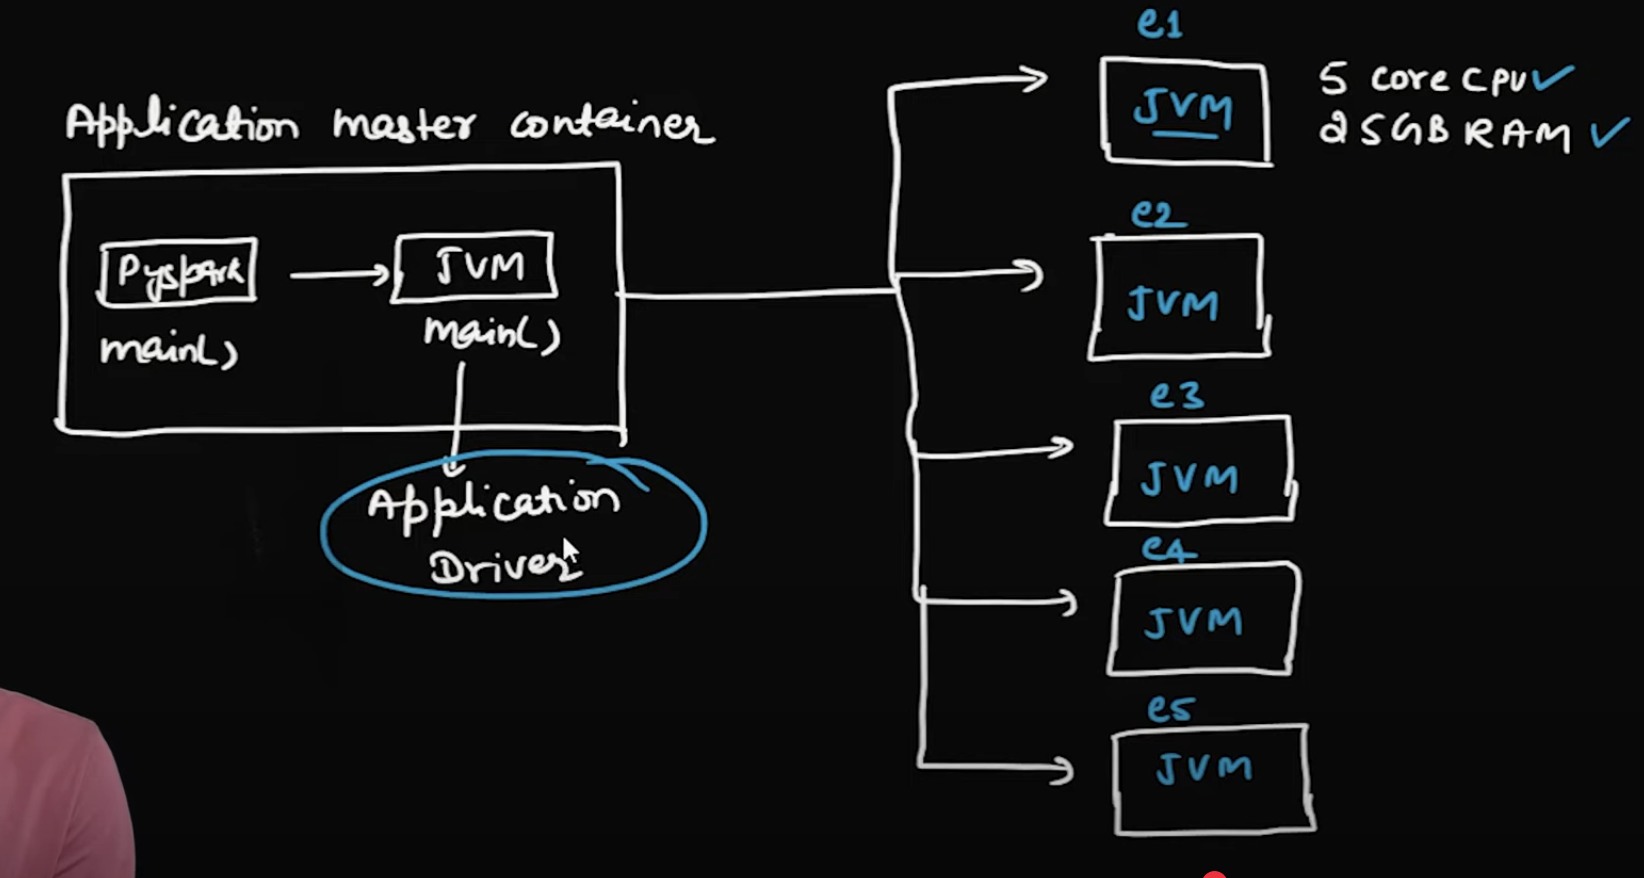 Application master container
Pyspark
main()
JVM
main()
Application
Driver
e1
JVM
5 core CPU
25GB RAM
e2
JVM
e3
JVM
e4
JVM
e5
JVM